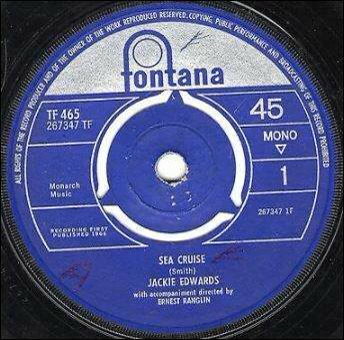 ALL RIGHTS OF THE RECORD PRODUCER AND OF THE OWNER OF THE WORK REPRODUCED RESERVED. COPYING, PUBLIC PERFORMANCE AND BROADCASTING OF THIS RECORD PROHIBITED
fontana
TF 465
267347 TF
45
MONO
1
Monarch
Music
267347 1F
RECORDING FIRST
PUBLISHED 1964
SEA CRUISE
(Smith)
JACKIE EDWARDS
with accompaniment directed by
ERNEST RANGLIN